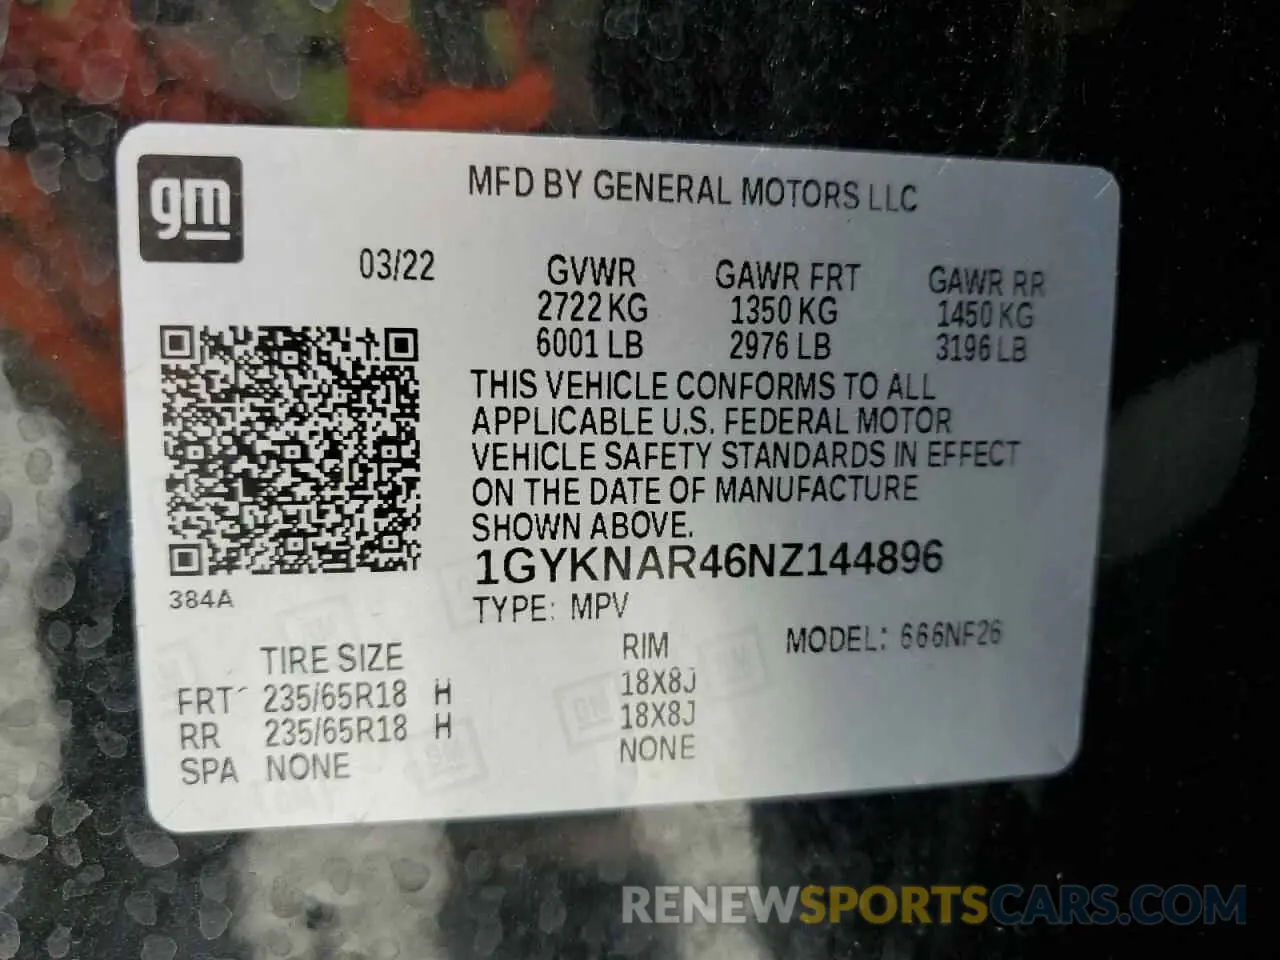 gm
MFD BY GENERAL MOTORS LLC
03/22 GVWR GAWR FRT GAWR RR
2722 KG 1350 KG 1450 KG
6001 LB 2976 LB 3196 LB
THIS VEHICLE CONFORMS TO ALL
APPLICABLE U.S. FEDERAL MOTOR
VEHICLE SAFETY STANDARDS IN EFFECT
ON THE DATE OF MANUFACTURE
SHOWN ABOVE.
1GYKNAR46NZ144896
384A
TYPE: MPV MODEL: 666NF26
TIRE SIZE RIM
FRT 235/65R18 H 18X8J
RR 235/65R18 H 18X8J
SPA NONE NONE
RENEWSPORTSCARS.COM